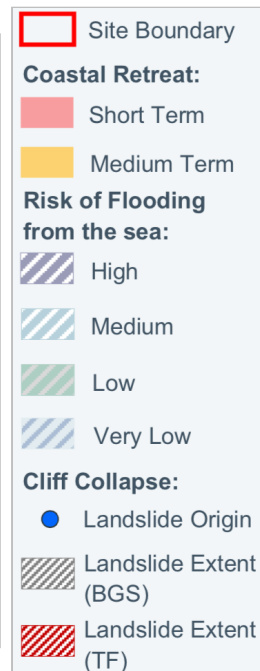 Site Boundary
Coastal Retreat:
Short Term
Medium Term
Risk of Flooding
from the sea:
High
Medium
Low
Very Low
Cliff Collapse:
Landslide Origin
Landslide Extent
(BGS)
Landslide Extent
(TF)